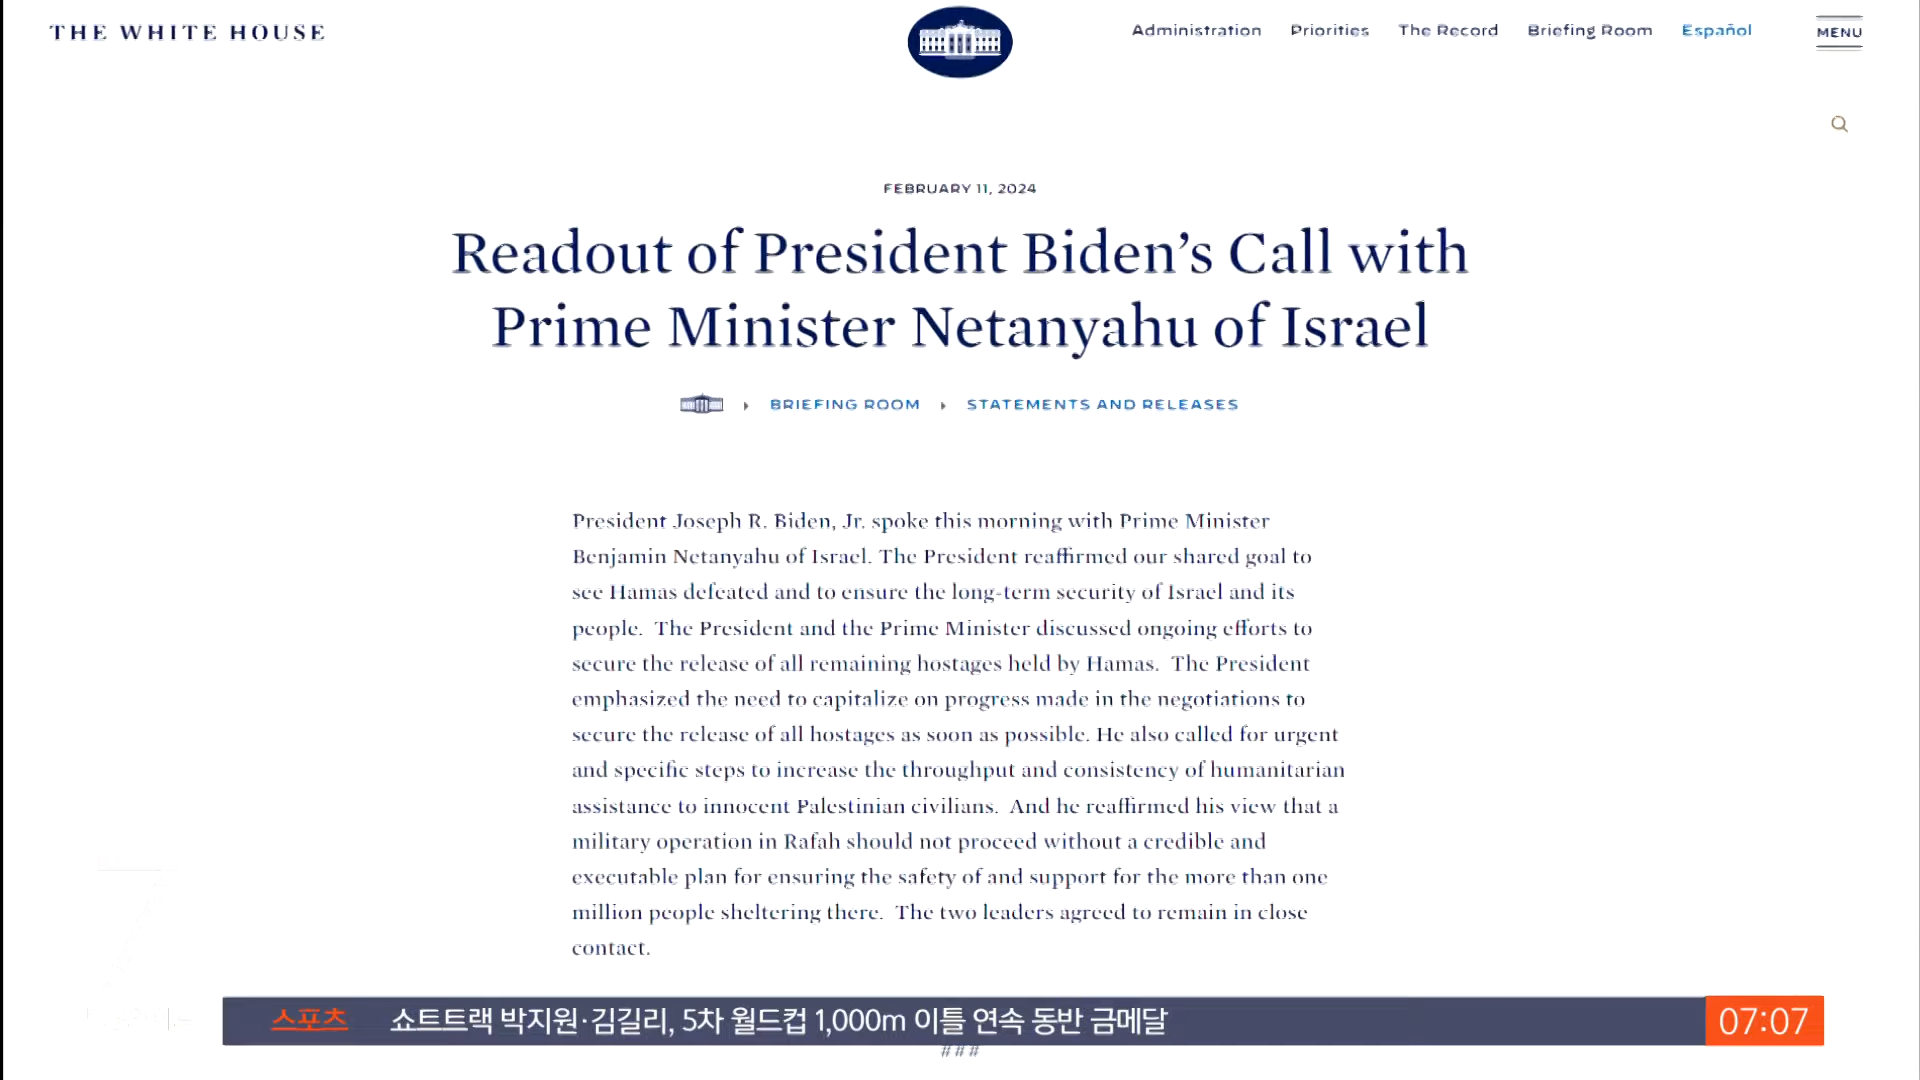 THE WHITE HOUSE
Administration Priorities The Record Briefing Room Español MENU
FEBRUARY 11, 2024
Readout of President Biden’s Call with
Prime Minister Netanyahu of Israel
BRIEFING ROOM STATEMENTS AND RELEASES
President Joseph R. Biden, Jr. spoke this morning with Prime Minister
Benjamin Netanyahu of Israel. The President reaffirmed our shared goal to
see Hamas defeated and to ensure the long-term security of Israel and its
people.  The President and the Prime Minister discussed ongoing efforts to
secure the release of all remaining hostages held by Hamas.  The President
emphasized the need to capitalize on progress made in the negotiations to
secure the release of all hostages as soon as possible. He also called for urgent
and specific steps to increase the throughput and consistency of humanitarian
assistance to innocent Palestinian civilians.  And he reaffirmed his view that a
military operation in Rafah should not proceed without a credible and
executable plan for ensuring the safety of and support for the more than one
million people sheltering there.  The two leaders agreed to remain in close
contact.
스포츠 쇼트트랙 박지원·김길리, 5차 월드컵 1,000m 이틀 연속 동반 금메달 07:07
###